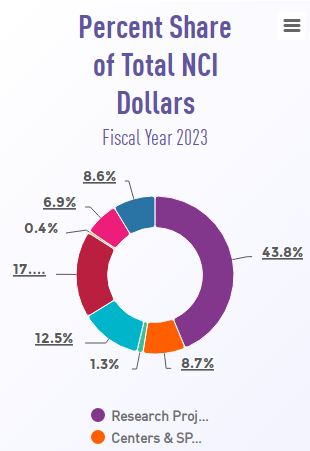 Percent Share
of Total NCI
Dollars
Fiscal Year 2023
8.6%
6.9%
0.4%
17....
12.5%
1.3%
8.7%
43.8%
Research Proj...
Centers & SP...